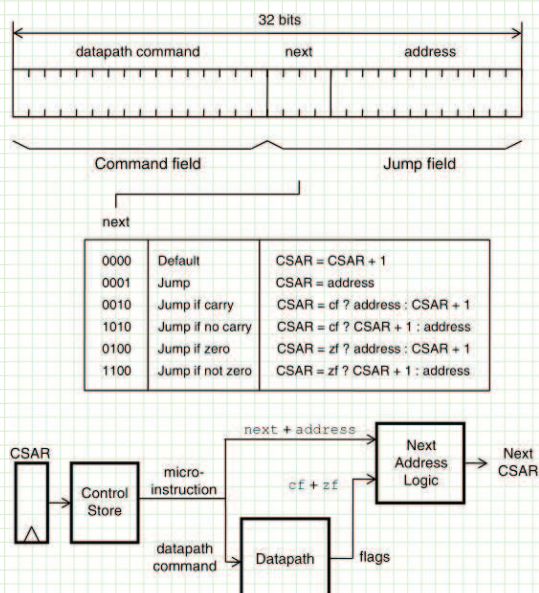 32 bits
datapath command next address
Command field Jump field
next
0000 Default CSAR = CSAR + 1
0001 Jump CSAR = address
0010 Jump if carry CSAR = cf ? address : CSAR + 1
1010 Jump if no carry CSAR = cf ? CSAR + 1 : address
0100 Jump if zero CSAR = zf ? address : CSAR + 1
1100 Jump if not zero CSAR = zf ? CSAR + 1 : address
CSAR
Control
Store
micro-
instruction
next + address
cf + zf
Next
Address
Logic
Next
CSAR
datapath
command
Datapath
flags